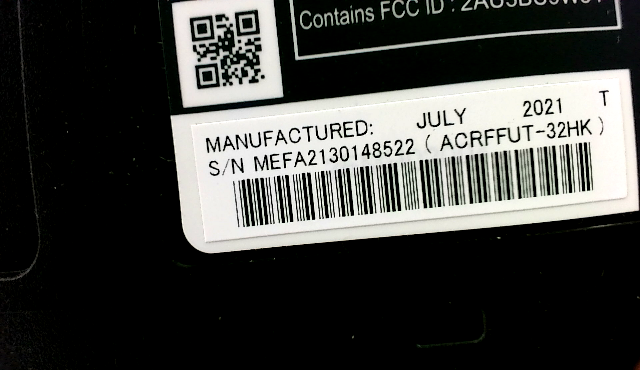 Contains FCC ID :
MANUFACTURED: JULY 2021 T
S/N MEFA2130148522 ( ACRFFUT-32HK )